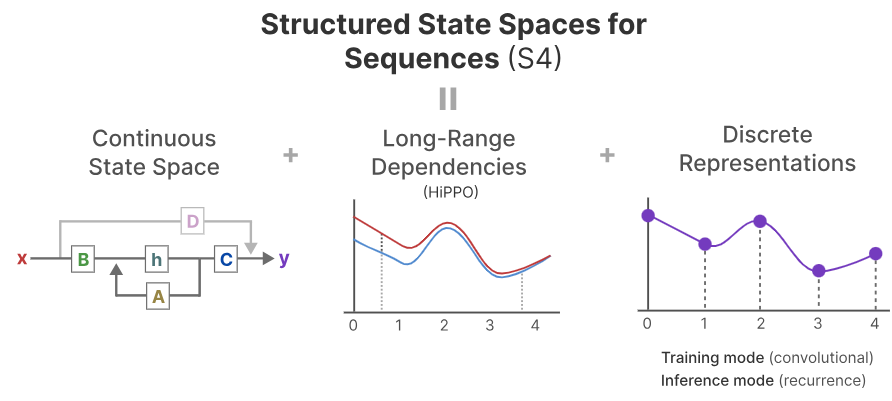 Structured State Spaces for
Sequences (S4)
Continuous
State Space
+
Long-Range
Dependencies
(HiPPO)
+
Discrete
Representations
D
x
B
h
C
y
A
0 1 2 3 4
0 1 2 3 4
Training mode (convolutional)
Inference mode (recurrence)